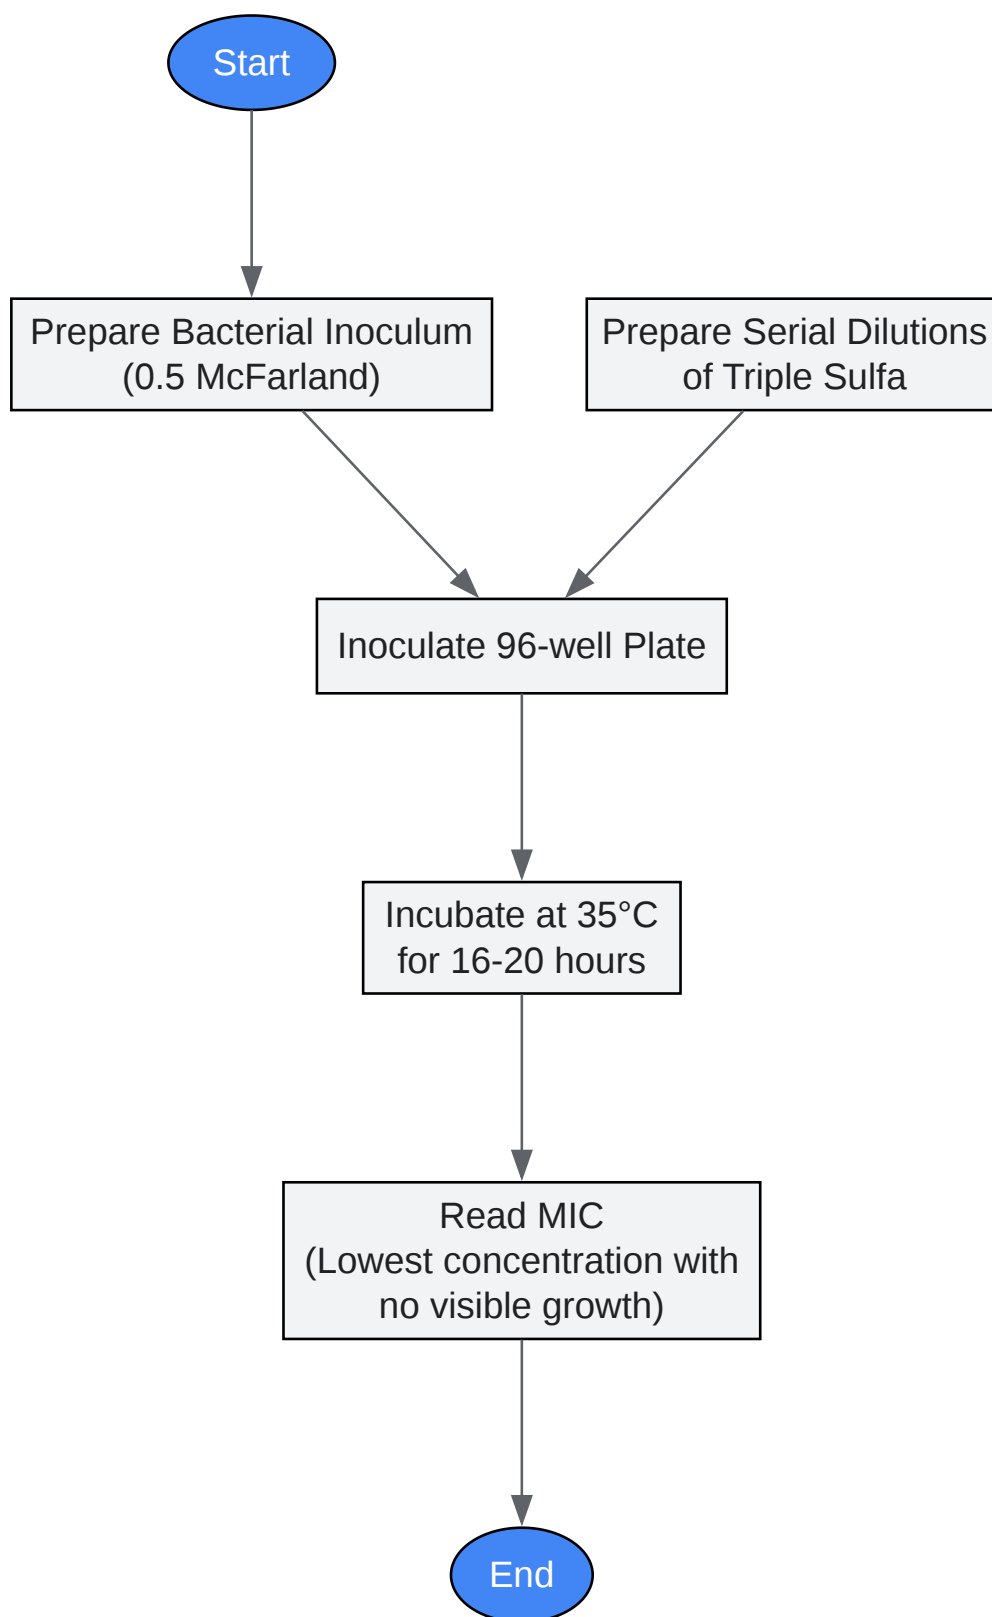 Start
Prepare Bacterial Inoculum
(0.5 McFarland)
Prepare Serial Dilutions
of Triple Sulfa
Inoculate 96-well Plate
Incubate at 35°C
for 16-20 hours
Read MIC
(Lowest concentration with
no visible growth)
End